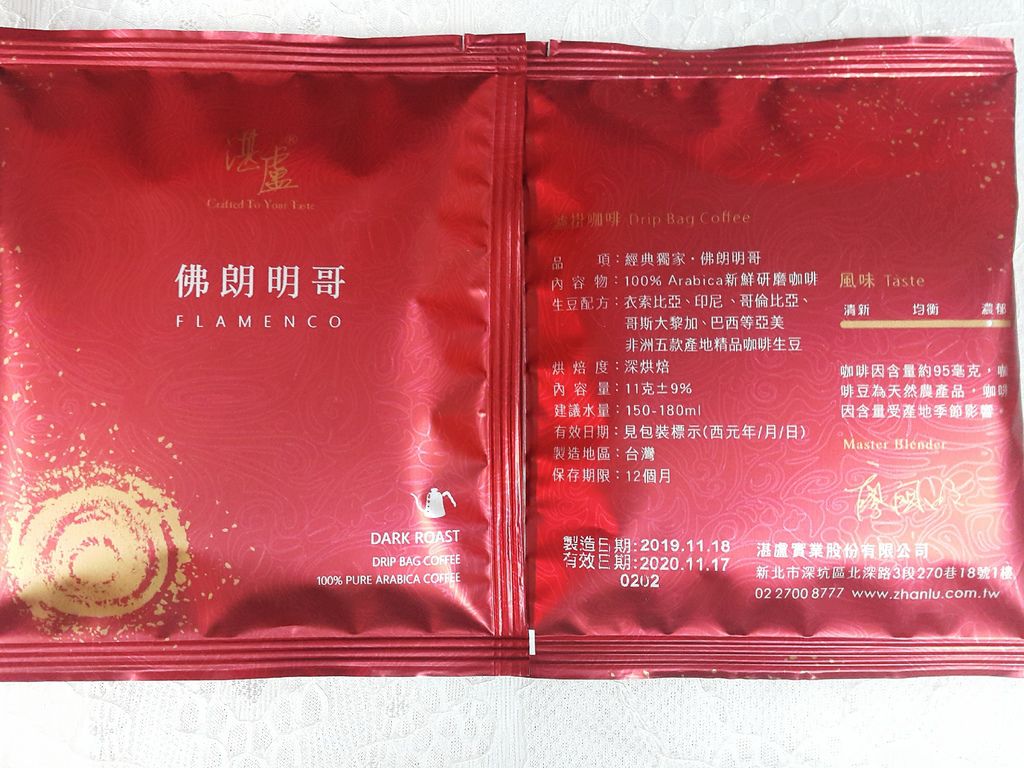 湛盧®
Crafted To Your Taste
佛朗明哥
FLAMENCO
DARK ROAST
DRIP BAG COFFEE
100% PURE ARABICA COFFEE
濾掛咖啡 Drip Bag Coffee
品 項：經典獨家・佛朗明哥
內 容 物：100% Arabica新鮮研磨咖啡
生豆配方：衣索比亞、印尼、哥倫比亞、
哥斯大黎加、巴西等亞美
非洲五款產地精品咖啡生豆
烘 焙 度：深烘焙
內 容 量：11克±9%
建議水量：150-180ml
有效日期：見包裝標示(西元年/月/日)
製造地區：台灣
保存期限：12個月
製造日期:2019.11.18
有效日期:2020.11.17
0202
風味 Taste
清新 均衡 濃郁
咖啡因含量約95毫克，咖
啡豆為天然農產品，咖啡
因含量受產地季節影響。
Master Blender
湛盧實業股份有限公司
新北市深坑區北深路3段270巷18號1樓
02 2700 8777 www.zhanlu.com.tw